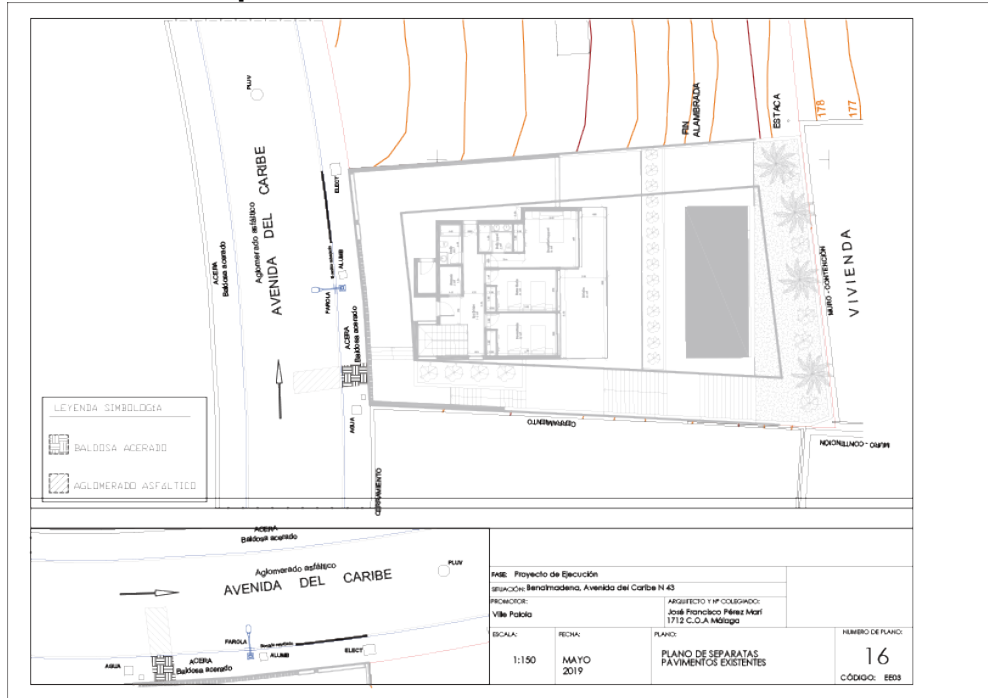 PLUV
FIN
ALAMBRADA
ESTACA
178
177
ACERA
Baldosa acerado
Aglomerado asfáltico
AVENIDA DEL CARIBE
ELECT
ALUMB
FAROLA
ACERA
Baldosa acerado
MURO - CONTENCIÓN
VIVIENDA
AGUA
CERRAMIENTO
CERRAMIENTO
MURO - CONTENCIÓN
LEYENDA SIMBOLOGIA
BALDOSA ACERADO
AGLOMERADO ASFALTICO
ACERA
Baldosa acerado
Aglomerado asfáltico
AVENIDA DEL CARIBE
PLUV
FAROLA
ALUMB
ELECT
AGUA
ACERA
Baldosa acerado
FASE: Proyecto de Ejecución
SITUACIÓN: Benalmadena, Avenida del Caribe N 43
PROMOTOR:
Ville Palola
ARQUITECTO Y Nº COLEGIADO:
José Francisco Pérez Marí
1712 C.O.A Málaga
ESCALA:
1:150
FECHA:
MAYO
2019
PLANO:
PLANO DE SEPARATAS
PAVIMENTOS EXISTENTES
NUMERO DE PLANO:
16
CÓDIGO: EE03